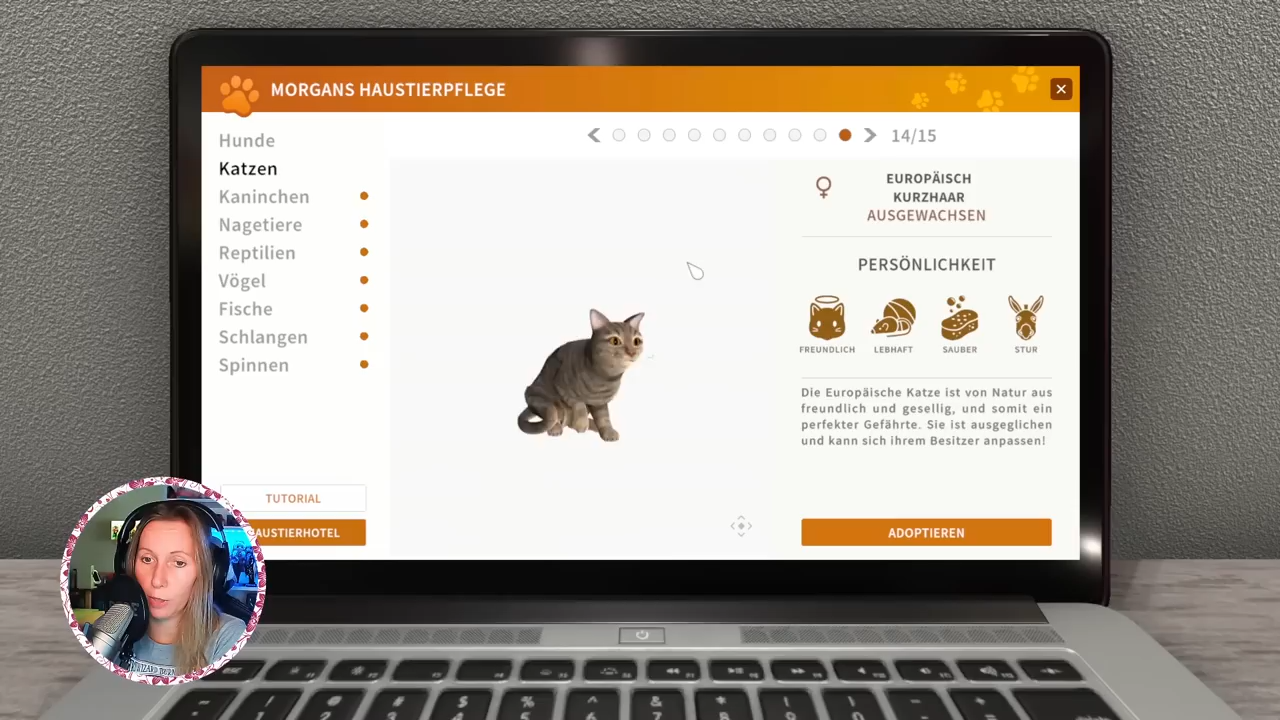 MORGANS HAUSTIERPFLEGE
Hunde
Katzen
Kaninchen
Nagetiere
Reptilien
Vögel
Fische
Schlangen
Spinnen
TUTORIAL
AUSTIERHOTEL
14/15
EUROPÄISCH
KURZHAAR
AUSGEWACHSEN
PERSÖNLICHKEIT
FREUNDLICH LEBHAFT SAUBER STUR
Die Europäische Katze ist von Natur aus
freundlich und gesellig, und somit ein
perfekter Gefährte. Sie ist ausgeglichen
und kann sich ihrem Besitzer anpassen!
ADOPTIEREN